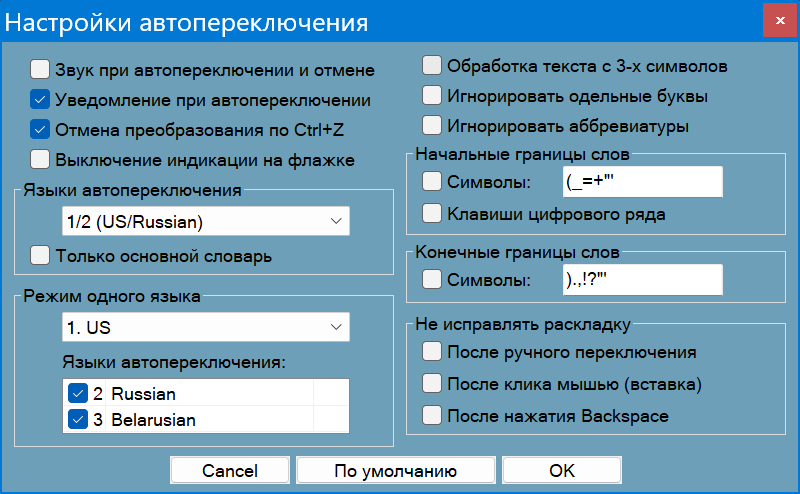 Настройки автопереключения
Звук при автопереключении и отмене
Уведомление при автопереключении
Отмена преобразования по Ctrl+Z
Выключение индикации на флажке
Языки автопереключения
1/2 (US/Russian)
Только основной словарь
Режим одного языка
1. US
Языки автопереключения:
2 Russian
3 Belarusian
Обработка текста с 3-х символов
Игнорировать одельные буквы
Игнорировать аббревиатуры
Начальные границы слов
Символы: (_=+"'
Клавиши цифрового ряда
Конечные границы слов
Символы: ).,!?"'
Не исправлять раскладку
После ручного переключения
После клика мышью (вставка)
После нажатия Backspace
Cancel По умолчанию OK